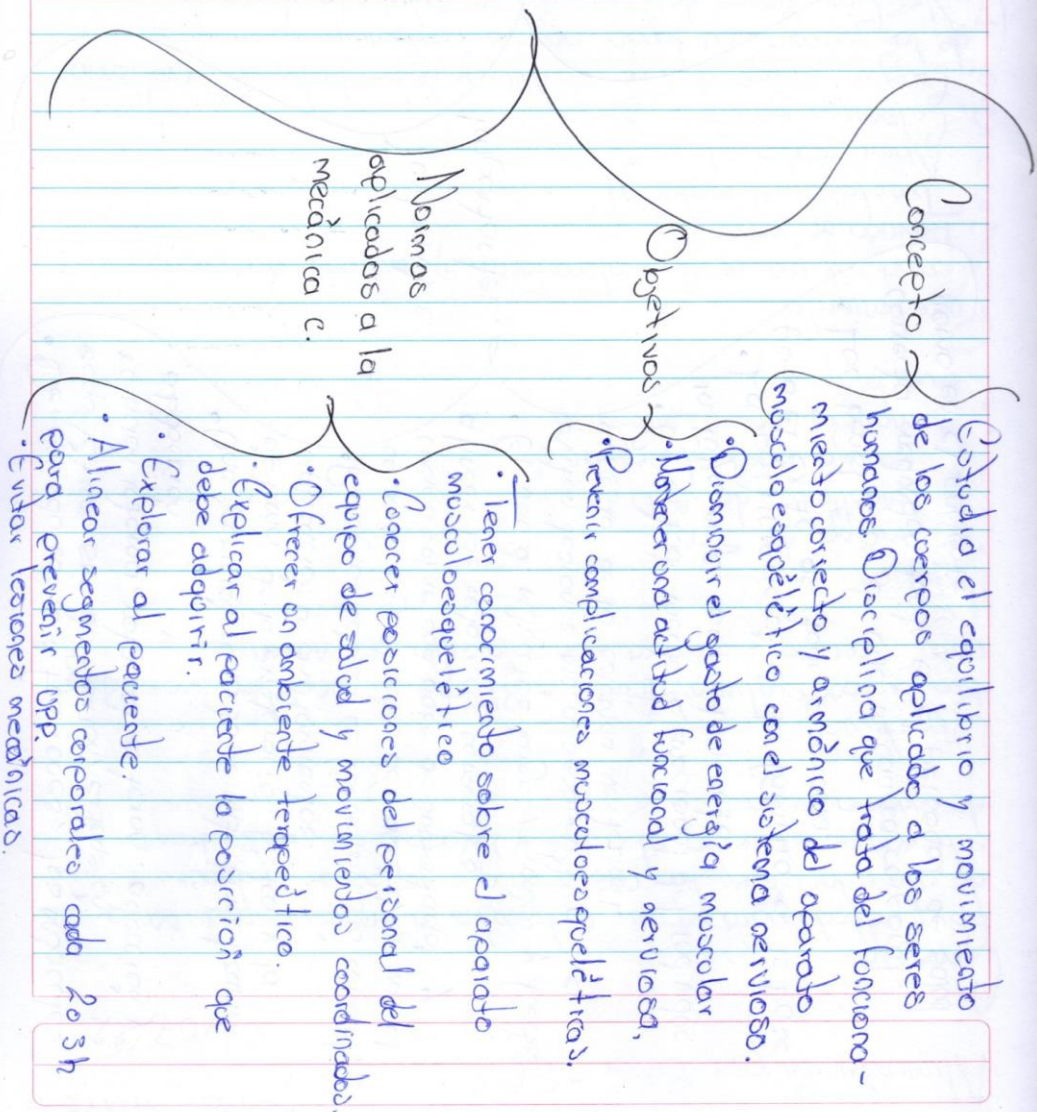 Concepto
Estudia el equilibrio y movimiento
de los cuerpos aplicado a los seres
humanos. Disciplina que trata del funciona-
miento correcto y armónico del aparato
musculoesquelético con el sistema nervioso.
Objetivos
• Disminuir el gasto de energía muscular
• Mantener una actitud funcional y nerviosa,
• Prevenir complicaciones musculoesqueléticas.
Normas
aplicadas a la
mecánica c.
• Tener conocimiento sobre el aparato
musculoesquelético
• Conocer posiciones del personal del
equipo de salud y movimientos coordinados.
• Ofrecer un ambiente terapeútico.
• Explicar al paciente la posición que
debe adquirir.
• Explorar al paciente.
• Alinear segmentos corporales cada 2 o 3 h
para prevenir UPP.
• Evitar lesiones mecánicas.